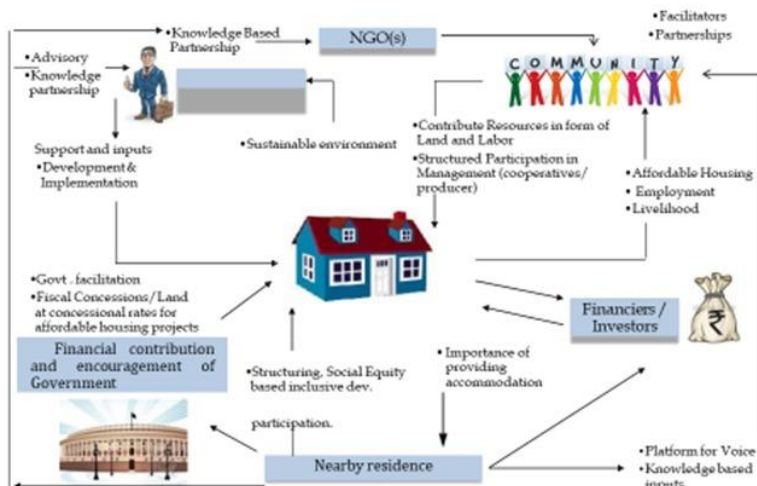 •Facilitators
•Partnerships
•Knowledge Based
Partnership
NGO(s)
COMMUNITY
•Advisory
•Knowledge
partnership
Support and inputs
•Development &
Implementation
•Sustainable environment
•Contribute Resources in form of
Land and Labor
•Structured Participation in
Management (cooperatives/
producer)
•Affordable Housing
• Employment
•Livelihood
•Govt . facilitation
•Fiscal Concessions/Land
at concessional rates for
affordable housing projects
Financial contribution
and encouragement of
Government
Financiers /
Investors
₹
•Structuring, Social Equity
based inclusive dev.
participation.
•Importance of
providing
accommodation
Nearby residence
•Platform for Voice
•Knowledge based
inputs